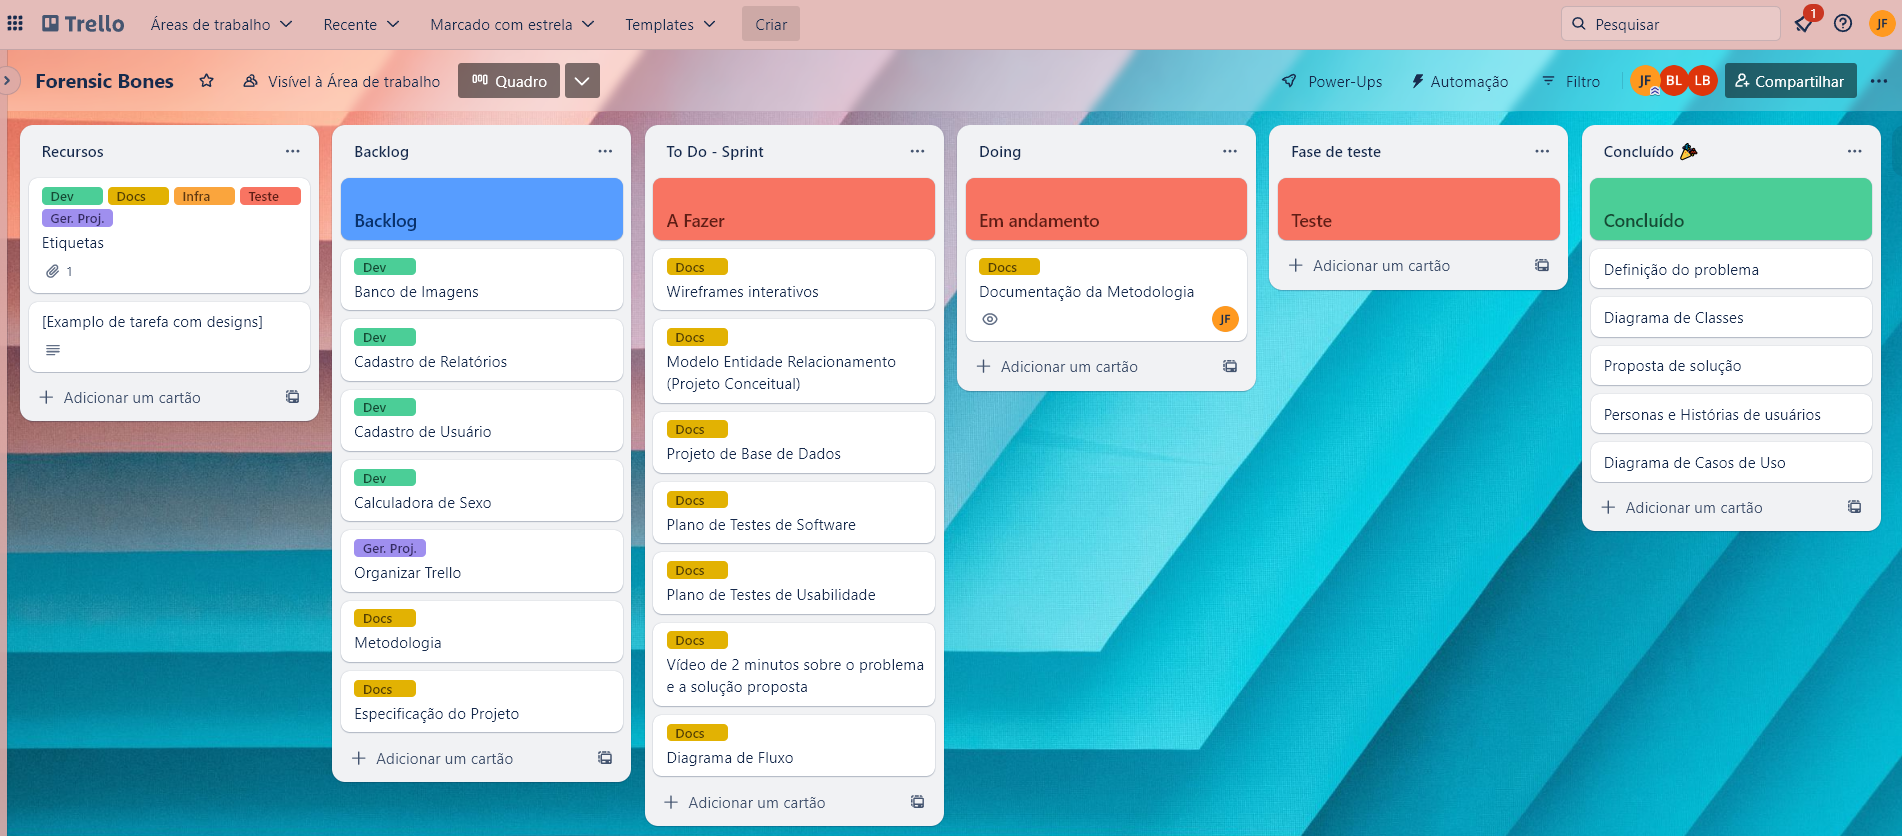 Trello
Áreas de trabalho
Recente
Marcado com estrela
Templates
Criar
Pesquisar
1
JF
Forensic Bones
Visível à Área de trabalho
Quadro
Power-Ups
Automação
Filtro
JF
BL
LB
Compartilhar
Recursos
Dev
Docs
Infra
Teste
Ger. Proj.
Etiquetas
1
[Examplo de tarefa com designs]
Adicionar um cartão
Backlog
Backlog
Dev
Banco de Imagens
Dev
Cadastro de Relatórios
Dev
Cadastro de Usuário
Dev
Calculadora de Sexo
Ger. Proj.
Organizar Trello
Docs
Metodologia
Docs
Especificação do Projeto
Adicionar um cartão
To Do - Sprint
A Fazer
Docs
Wireframes interativos
Docs
Modelo Entidade Relacionamento
(Projeto Conceitual)
Docs
Projeto de Base de Dados
Docs
Plano de Testes de Software
Docs
Plano de Testes de Usabilidade
Docs
Vídeo de 2 minutos sobre o problema
e a solução proposta
Docs
Diagrama de Fluxo
Adicionar um cartão
Doing
Em andamento
Docs
Documentação da Metodologia
JF
Adicionar um cartão
Fase de teste
Teste
Adicionar um cartão
Concluído
Concluído
Definição do problema
Diagrama de Classes
Proposta de solução
Personas e Histórias de usuários
Diagrama de Casos de Uso
Adicionar um cartão